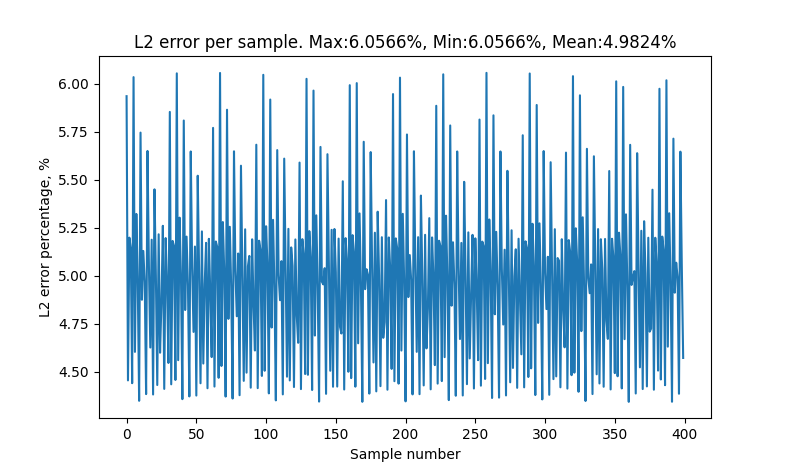 L2 error per sample. Max:6.0566%, Min:6.0566%, Mean:4.9824%
6.00
5.75
5.50
5.25
5.00
4.75
4.50
L2 error percentage, %
0 50 100 150 200 250 300 350 400
Sample number